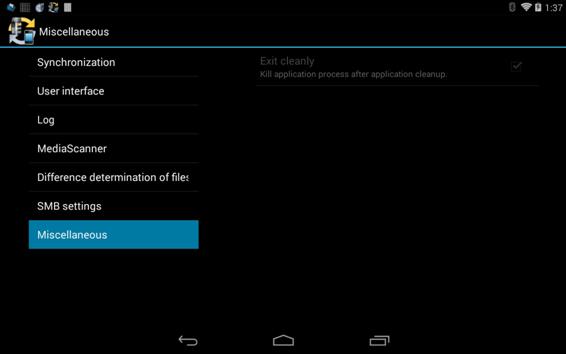 1:37
Miscellaneous
Synchronization
User interface
Log
MediaScanner
Difference determination of files
SMB settings
Miscellaneous
Exit cleanly
Kill application process after application cleanup.